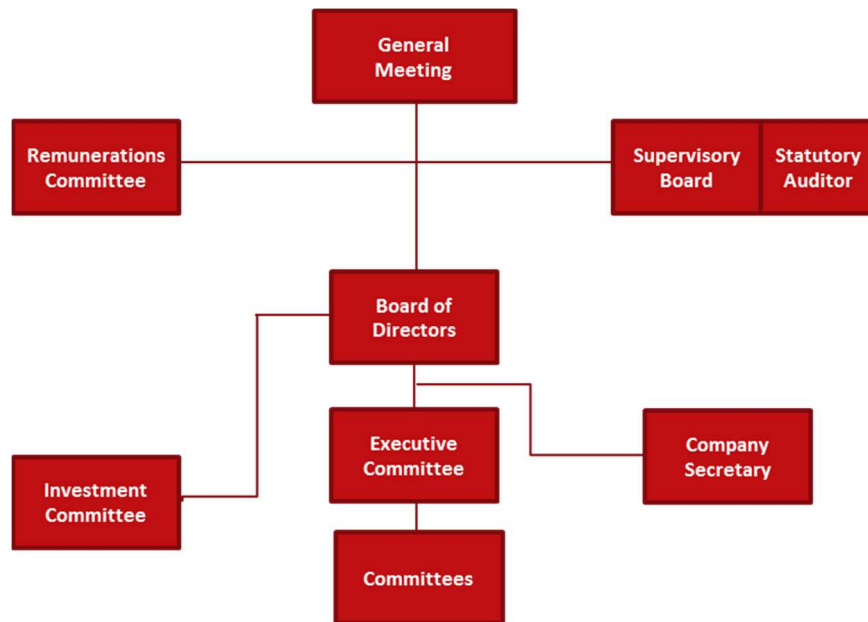 General
Meeting
Remunerations
Committee
Supervisory
Board
Statutory
Auditor
Board of
Directors
Executive
Committee
Company
Secretary
Investment
Committee
Committees